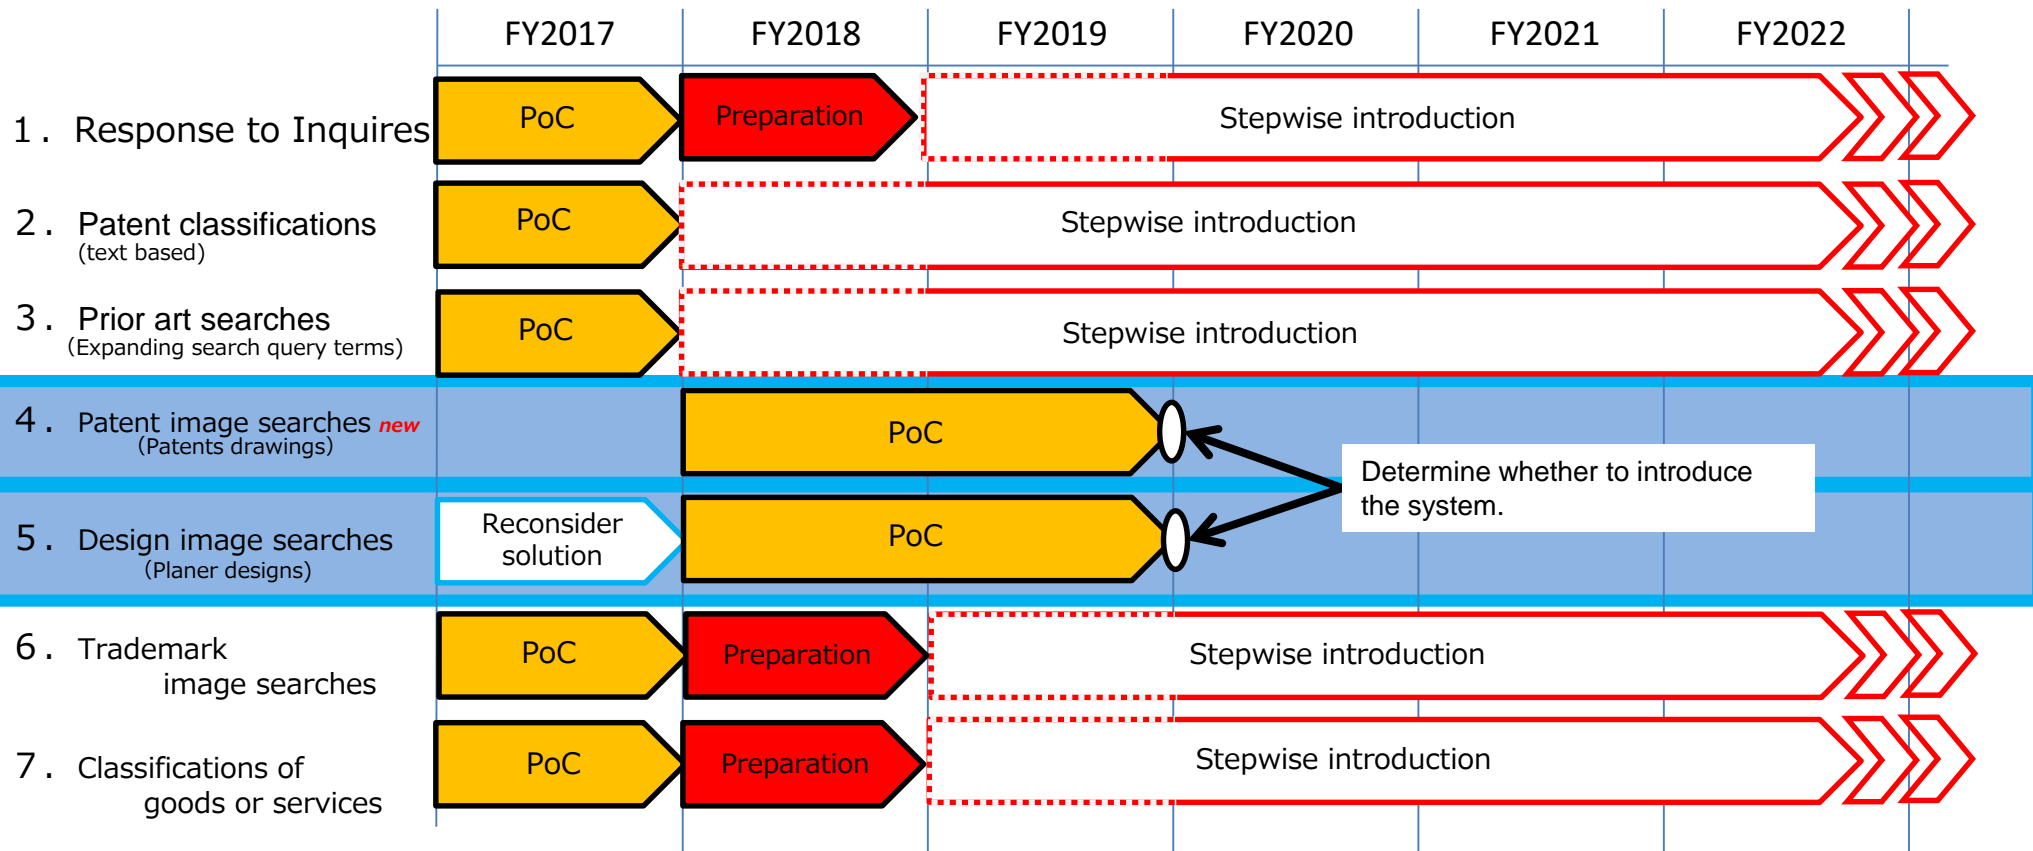 FY2017 FY2018 FY2019 FY2020 FY2021 FY2022
1. Response to Inquires PoC Preparation Stepwise introduction
2. Patent classifications PoC Stepwise introduction
(text based)
3. Prior art searches PoC Stepwise introduction
(Expanding search query terms)
4. Patent image searches new PoC
(Patents drawings)
Determine whether to introduce
the system.
5. Design image searches Reconsider PoC
solution
(Planer designs)
6. Trademark PoC Preparation Stepwise introduction
image searches
7. Classifications of PoC Preparation Stepwise introduction
goods or services